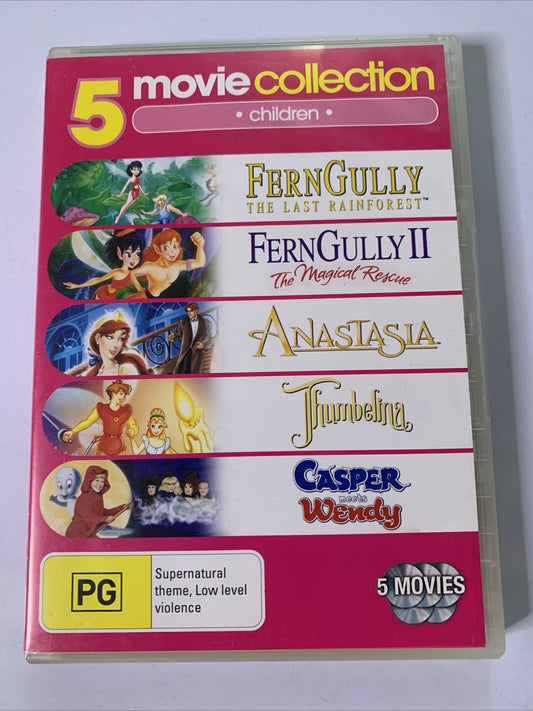 5 movie collection
• children •
FERNGULLY
THE LAST RAINFOREST™
FERNGULLY II
The Magical Rescue
ANASTASIA
Thumbelina
CASPER
meets
WENDY
PG
Supernatural
theme, Low level
violence
5 MOVIES